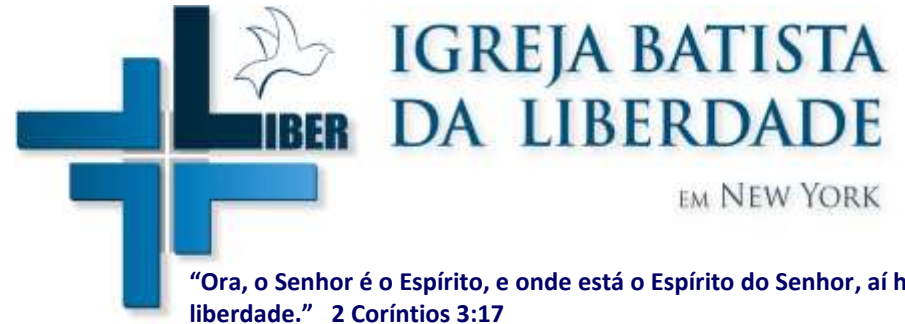 IGREJA BATISTA
LIBER DA LIBERDADE
EM NEW YORK
“Ora, o Senhor é o Espírito, e onde está o Espírito do Senhor, aí h
liberdade.” 2 Coríntios 3:17